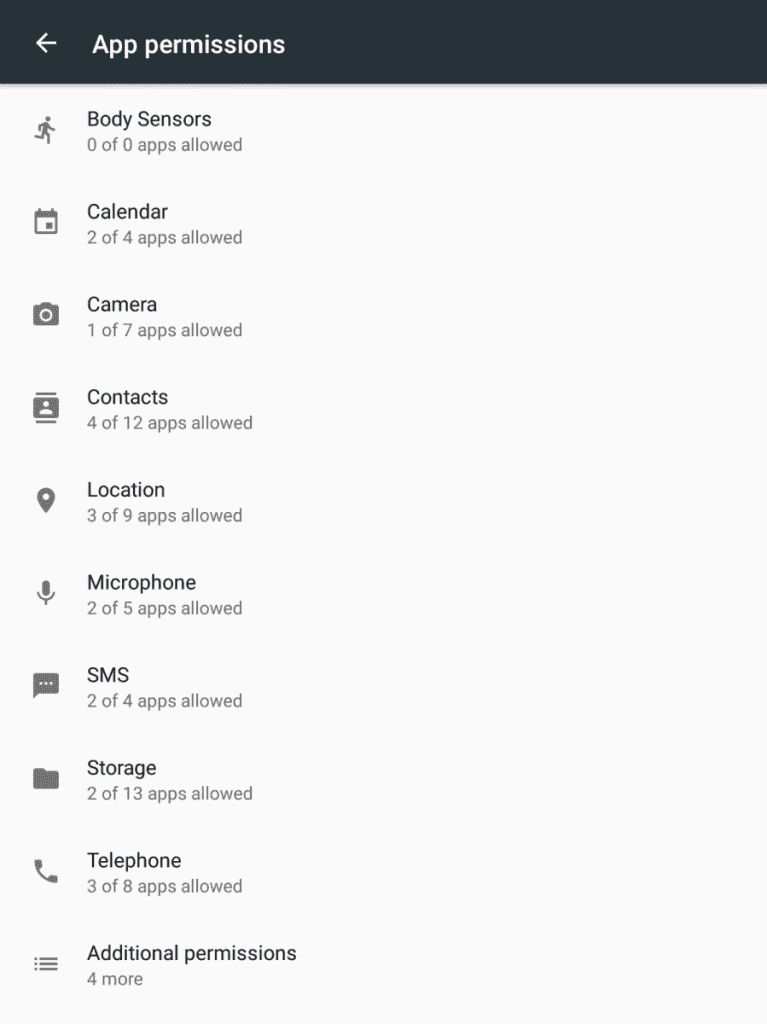 App permissions
Body Sensors
0 of 0 apps allowed
Calendar
2 of 4 apps allowed
Camera
1 of 7 apps allowed
Contacts
4 of 12 apps allowed
Location
3 of 9 apps allowed
Microphone
2 of 5 apps allowed
SMS
2 of 4 apps allowed
Storage
2 of 13 apps allowed
Telephone
3 of 8 apps allowed
Additional permissions
4 more